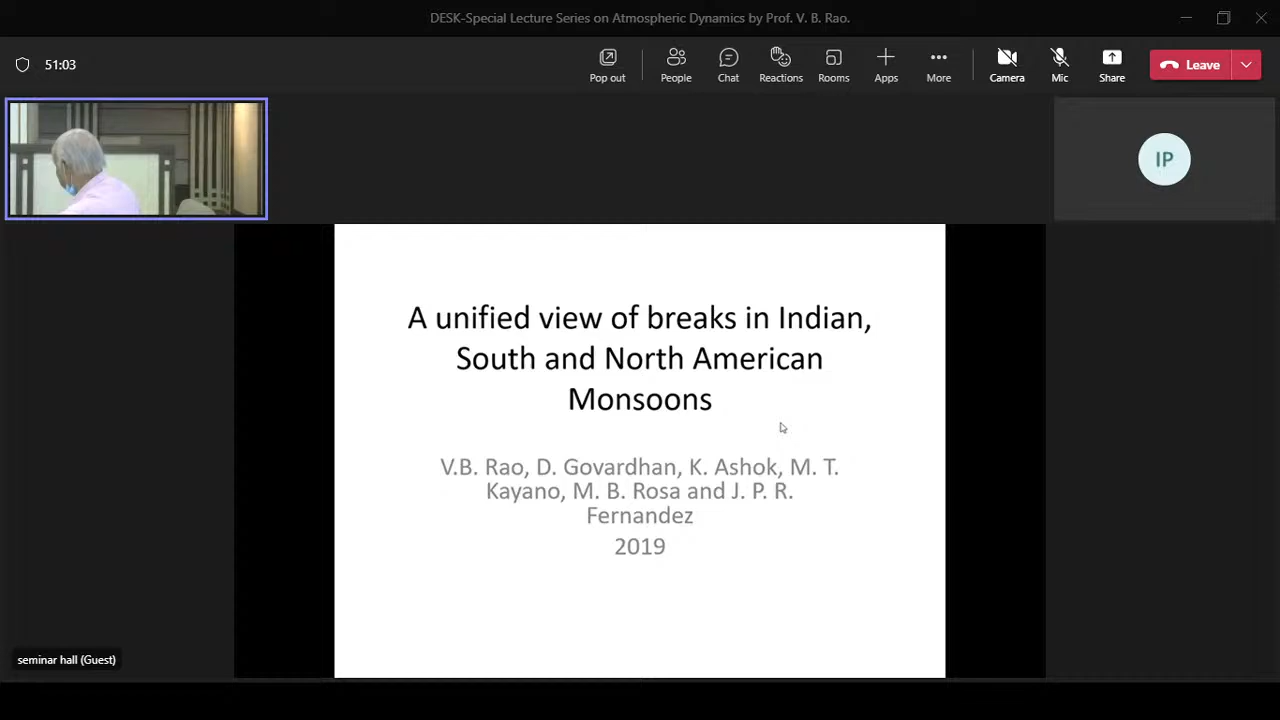 DESK-Special Lecture Series on Atmospheric Dynamics by Prof. V. B. Rao.
51:03
Pop out
People
Chat
Reactions
Rooms
Apps
More
Camera
Mic
Share
Leave
IP
A unified view of breaks in Indian,
South and North American
Monsoons
V.B. Rao, D. Govardhan, K. Ashok, M. T.
Kayano, M. B. Rosa and J. P. R.
Fernandez
2019
seminar hall (Guest)